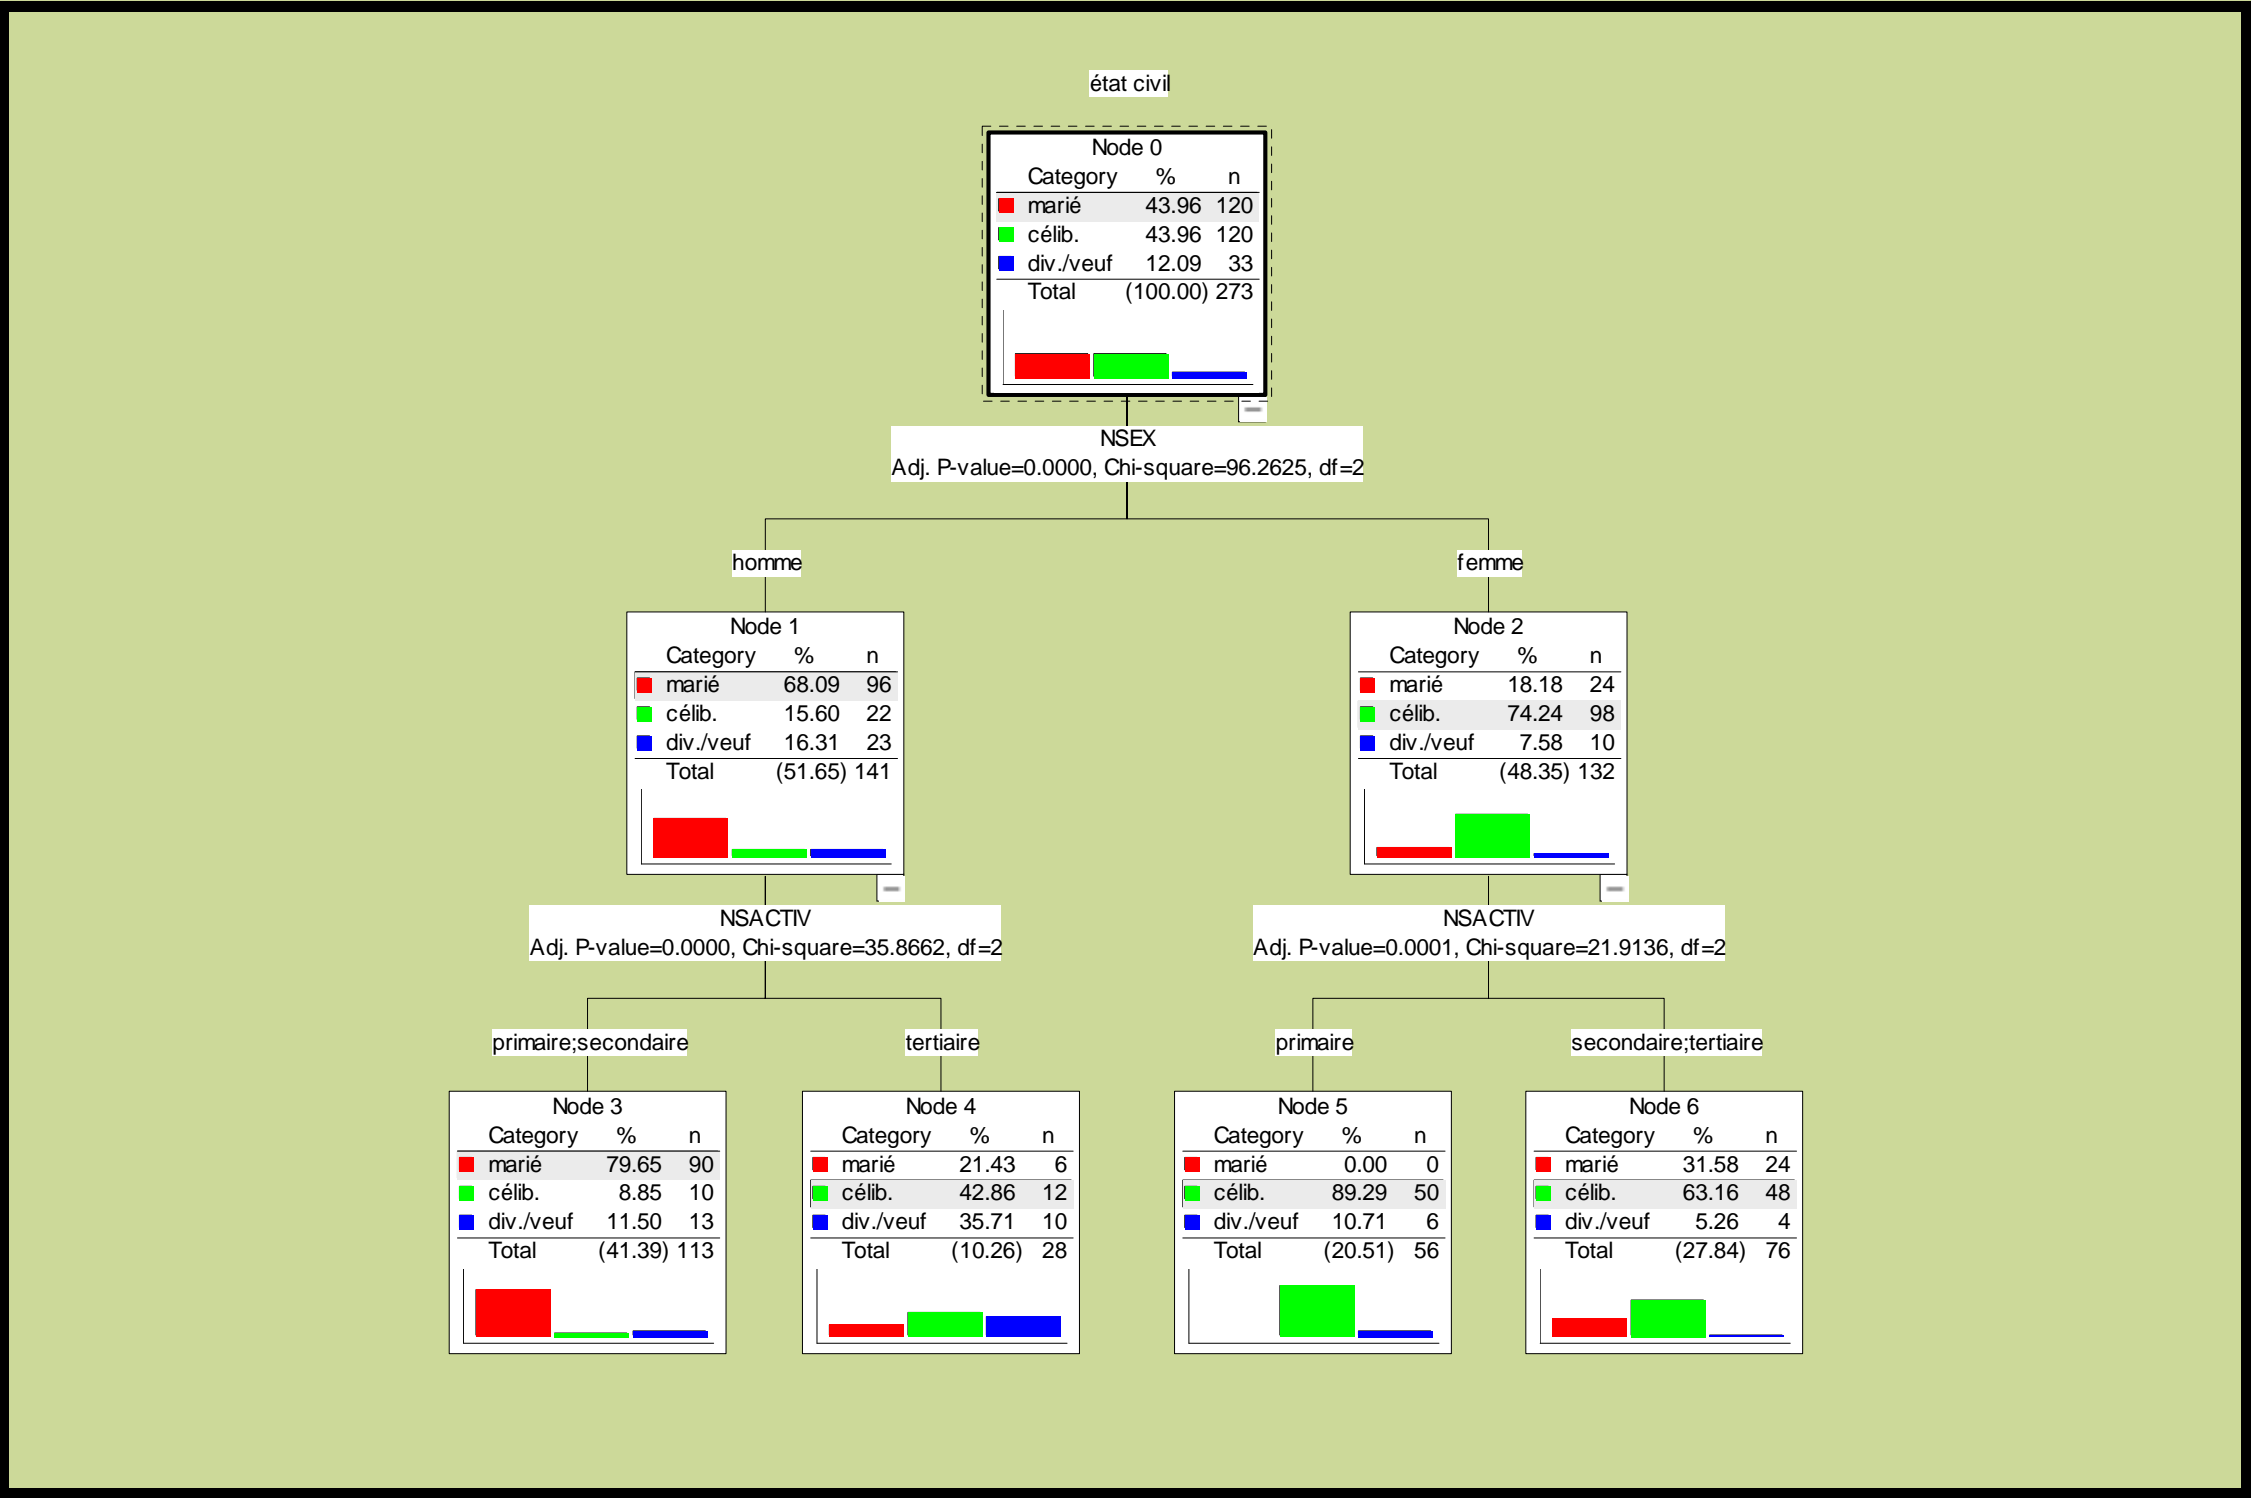 état civil
Node 0
Category % n
marié 43.96 120
célib. 43.96 120
div./veuf 12.09 33
Total (100.00) 273
NSEX
Adj. P-value=0.0000, Chi-square=96.2625, df=2
homme
femme
Node 1
Category % n
marié 68.09 96
célib. 15.60 22
div./veuf 16.31 23
Total (51.65) 141
Node 2
Category % n
marié 18.18 24
célib. 74.24 98
div./veuf 7.58 10
Total (48.35) 132
NSACTIV
Adj. P-value=0.0000, Chi-square=35.8662, df=2
NSACTIV
Adj. P-value=0.0001, Chi-square=21.9136, df=2
primaire;secondaire
tertiaire
primaire
secondaire;tertiaire
Node 3
Category % n
marié 79.65 90
célib. 8.85 10
div./veuf 11.50 13
Total (41.39) 113
Node 4
Category % n
marié 21.43 6
célib. 42.86 12
div./veuf 35.71 10
Total (10.26) 28
Node 5
Category % n
marié 0.00 0
célib. 89.29 50
div./veuf 10.71 6
Total (20.51) 56
Node 6
Category % n
marié 31.58 24
célib. 63.16 48
div./veuf 5.26 4
Total (27.84) 76